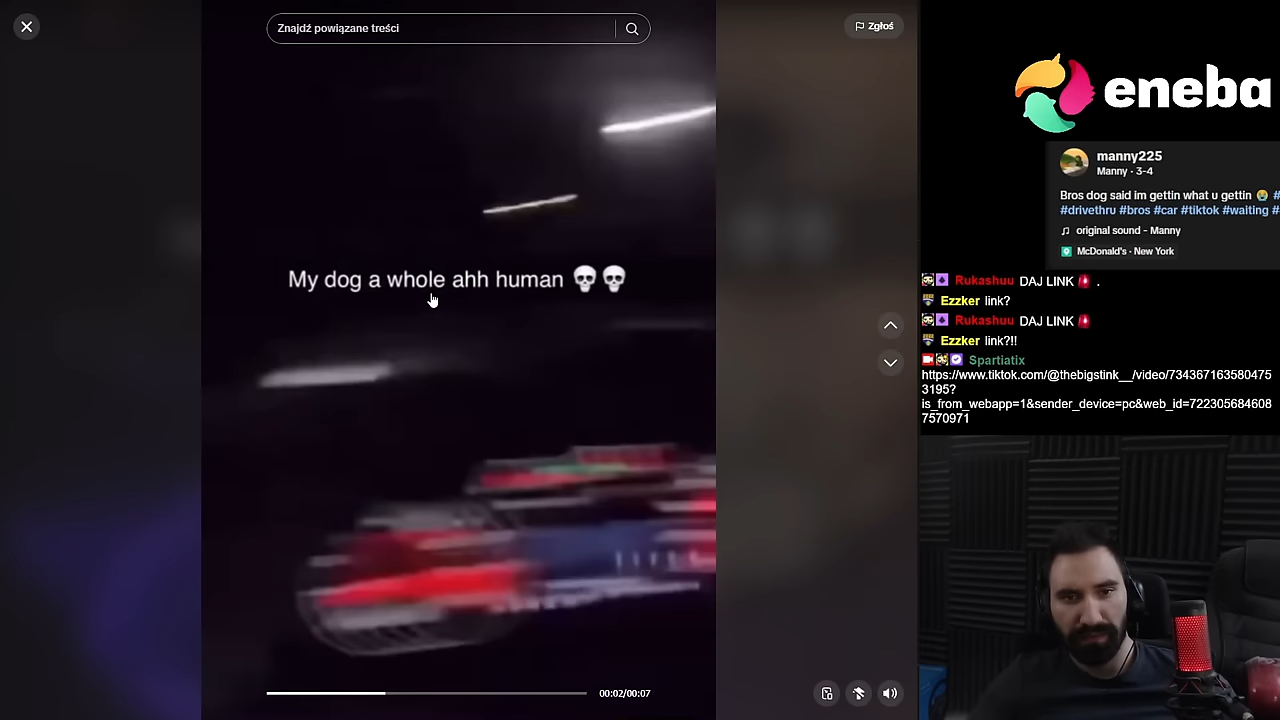 Znajdź powiązane treści
Zgłoś
eneba
manny225
Manny · 3-4
Bros dog said im gettin what u gettin 😭 #
#drivethru #bros #car #tiktok #waiting #
original sound - Manny
McDonald's · New York
My dog a whole ahh human 💀💀
Rukashuu DAJ LINK 🚨 .
Ezzker link?
Rukashuu DAJ LINK 🚨
Ezzker link?!!
Spartiatix
https://www.tiktok.com/@thebigstink__/video/734367163580475
3195?
is_from_webapp=1&sender_device=pc&web_id=722305684608
7570971
00:02/00:07